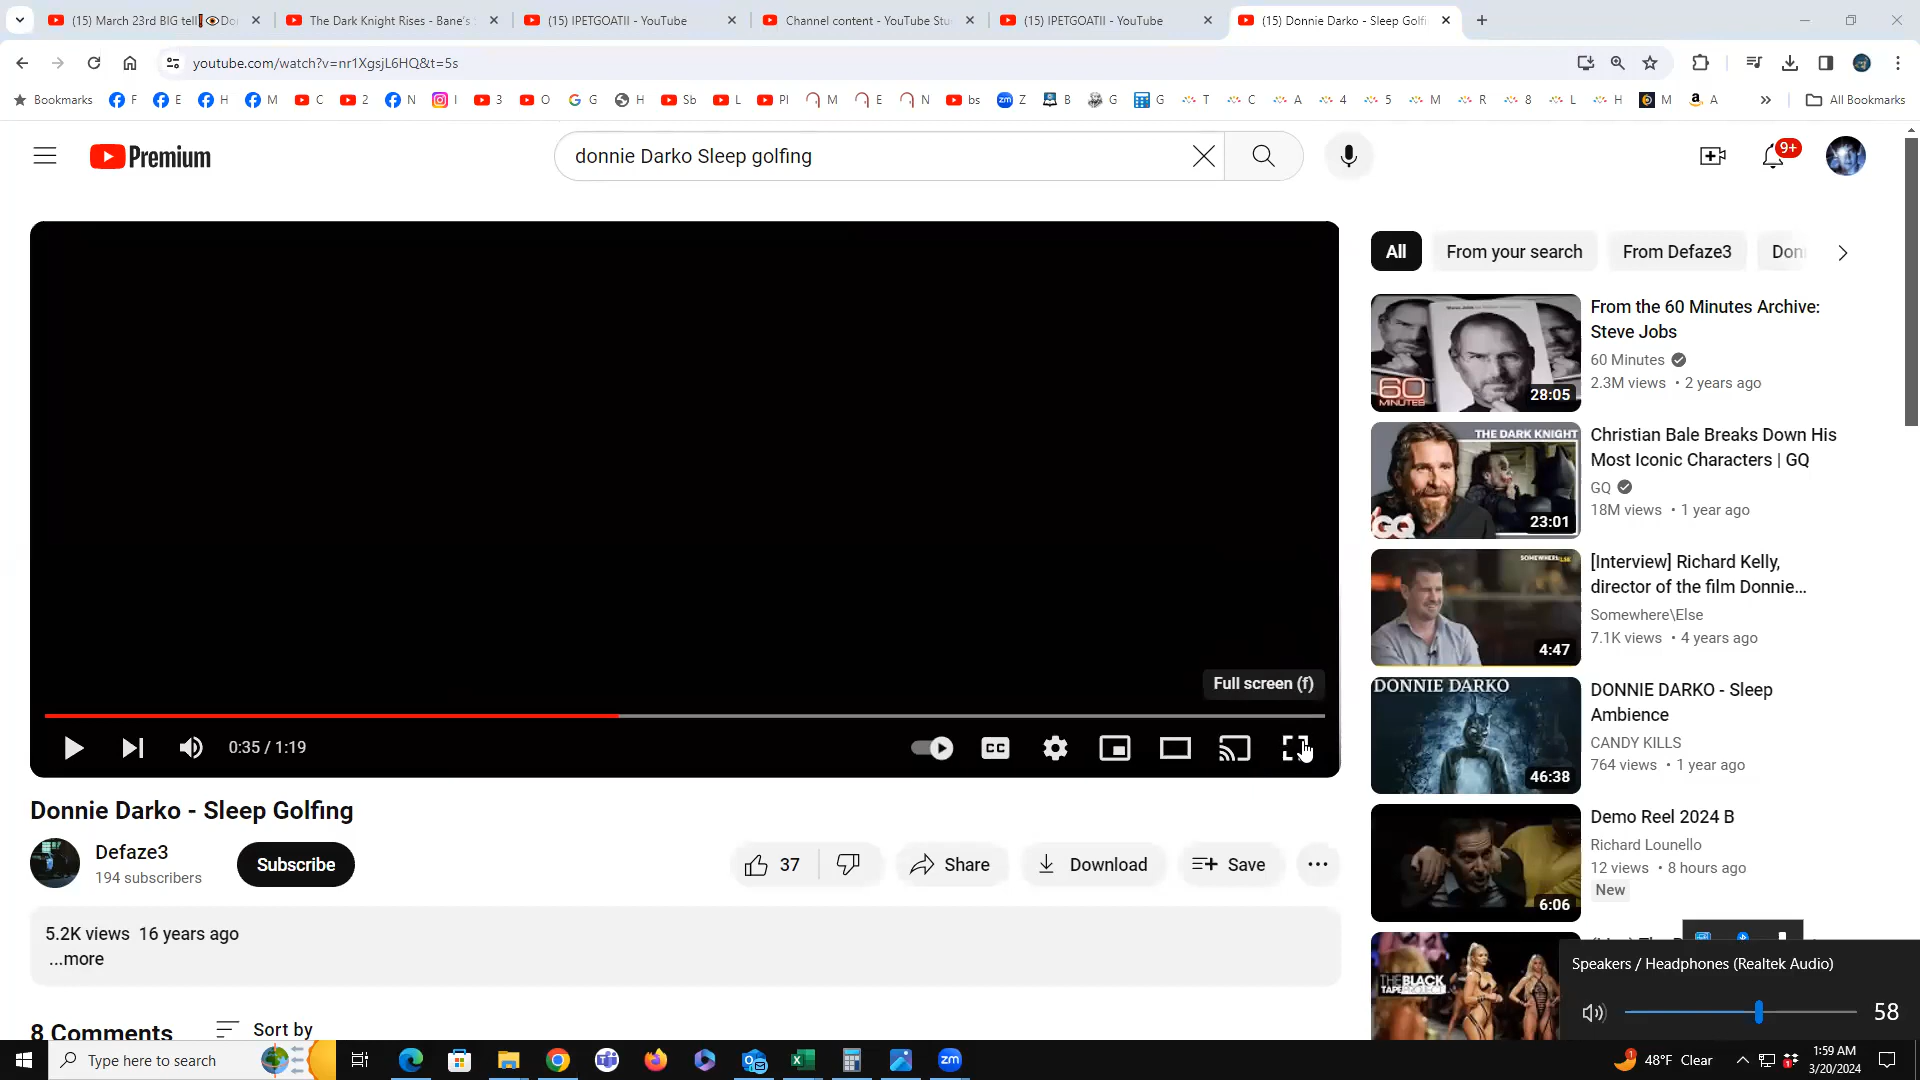 (15) March 23rd BIG tell
The Dark Knight Rises - Bane's
(15) IPETGOATII - YouTube
Channel content - YouTube Stu
(15) IPETGOATII - YouTube
(15) Donnie Darko - Sleep Golfi
youtube.com/watch?v=nr1XgsjL6HQ&t=5s
Bookmarks F E H M C 2 N I 3 O G H Sb L Pl M E N bs Z B G G T C A 4 5 M R 8 L H M A » All Bookmarks
Premium
donnie Darko Sleep golfing
9+
All From your search From Defaze3
From the 60 Minutes Archive:
Steve Jobs
60 Minutes
2.3M views • 2 years ago
60
MINUTES
28:05
THE DARK KNIGHT
Christian Bale Breaks Down His
Most Iconic Characters | GQ
GQ
18M views • 1 year ago
GQ
23:01
[Interview] Richard Kelly,
director of the film Donnie...
Somewhere\Else
7.1K views • 4 years ago
4:47
DONNIE DARKO
DONNIE DARKO - Sleep
Ambience
CANDY KILLS
764 views • 1 year ago
46:38
Demo Reel 2024 B
Richard Lounello
12 views • 8 hours ago
New
6:06
Full screen (f)
0:35 / 1:19
CC
Donnie Darko - Sleep Golfing
Defaze3
194 subscribers
Subscribe
37
Share
Download
Save
5.2K views 16 years ago
...more
8 Comments
Sort by
THE BLACK
Speakers / Headphones (Realtek Audio)
58
Type here to search
zm
1
48°F Clear
1:59 AM
3/20/2024